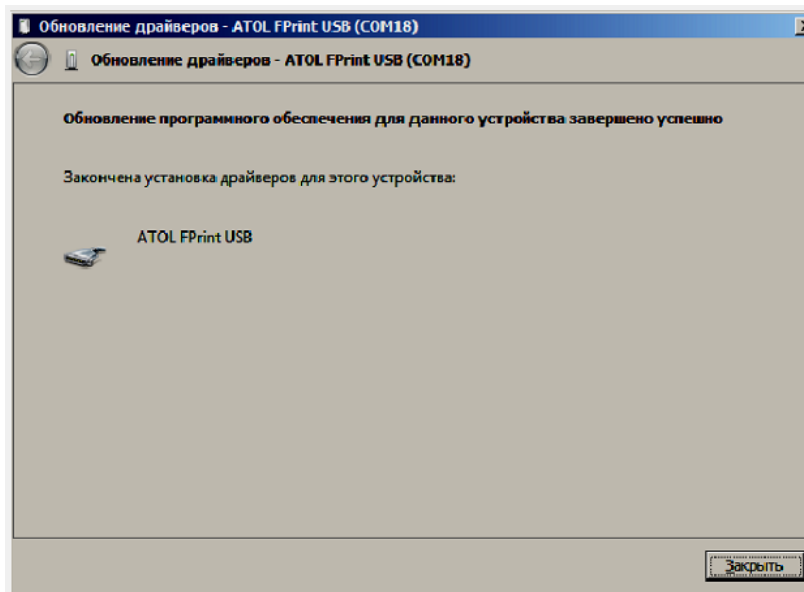 Обновление драйверов - ATOL FPrint USB (COM18)
Обновление драйверов - ATOL FPrint USB (COM18)
Обновление программного обеспечения для данного устройства завершено успешно
Закончена установка драйверов для этого устройства:
ATOL FPrint USB
Закрыть